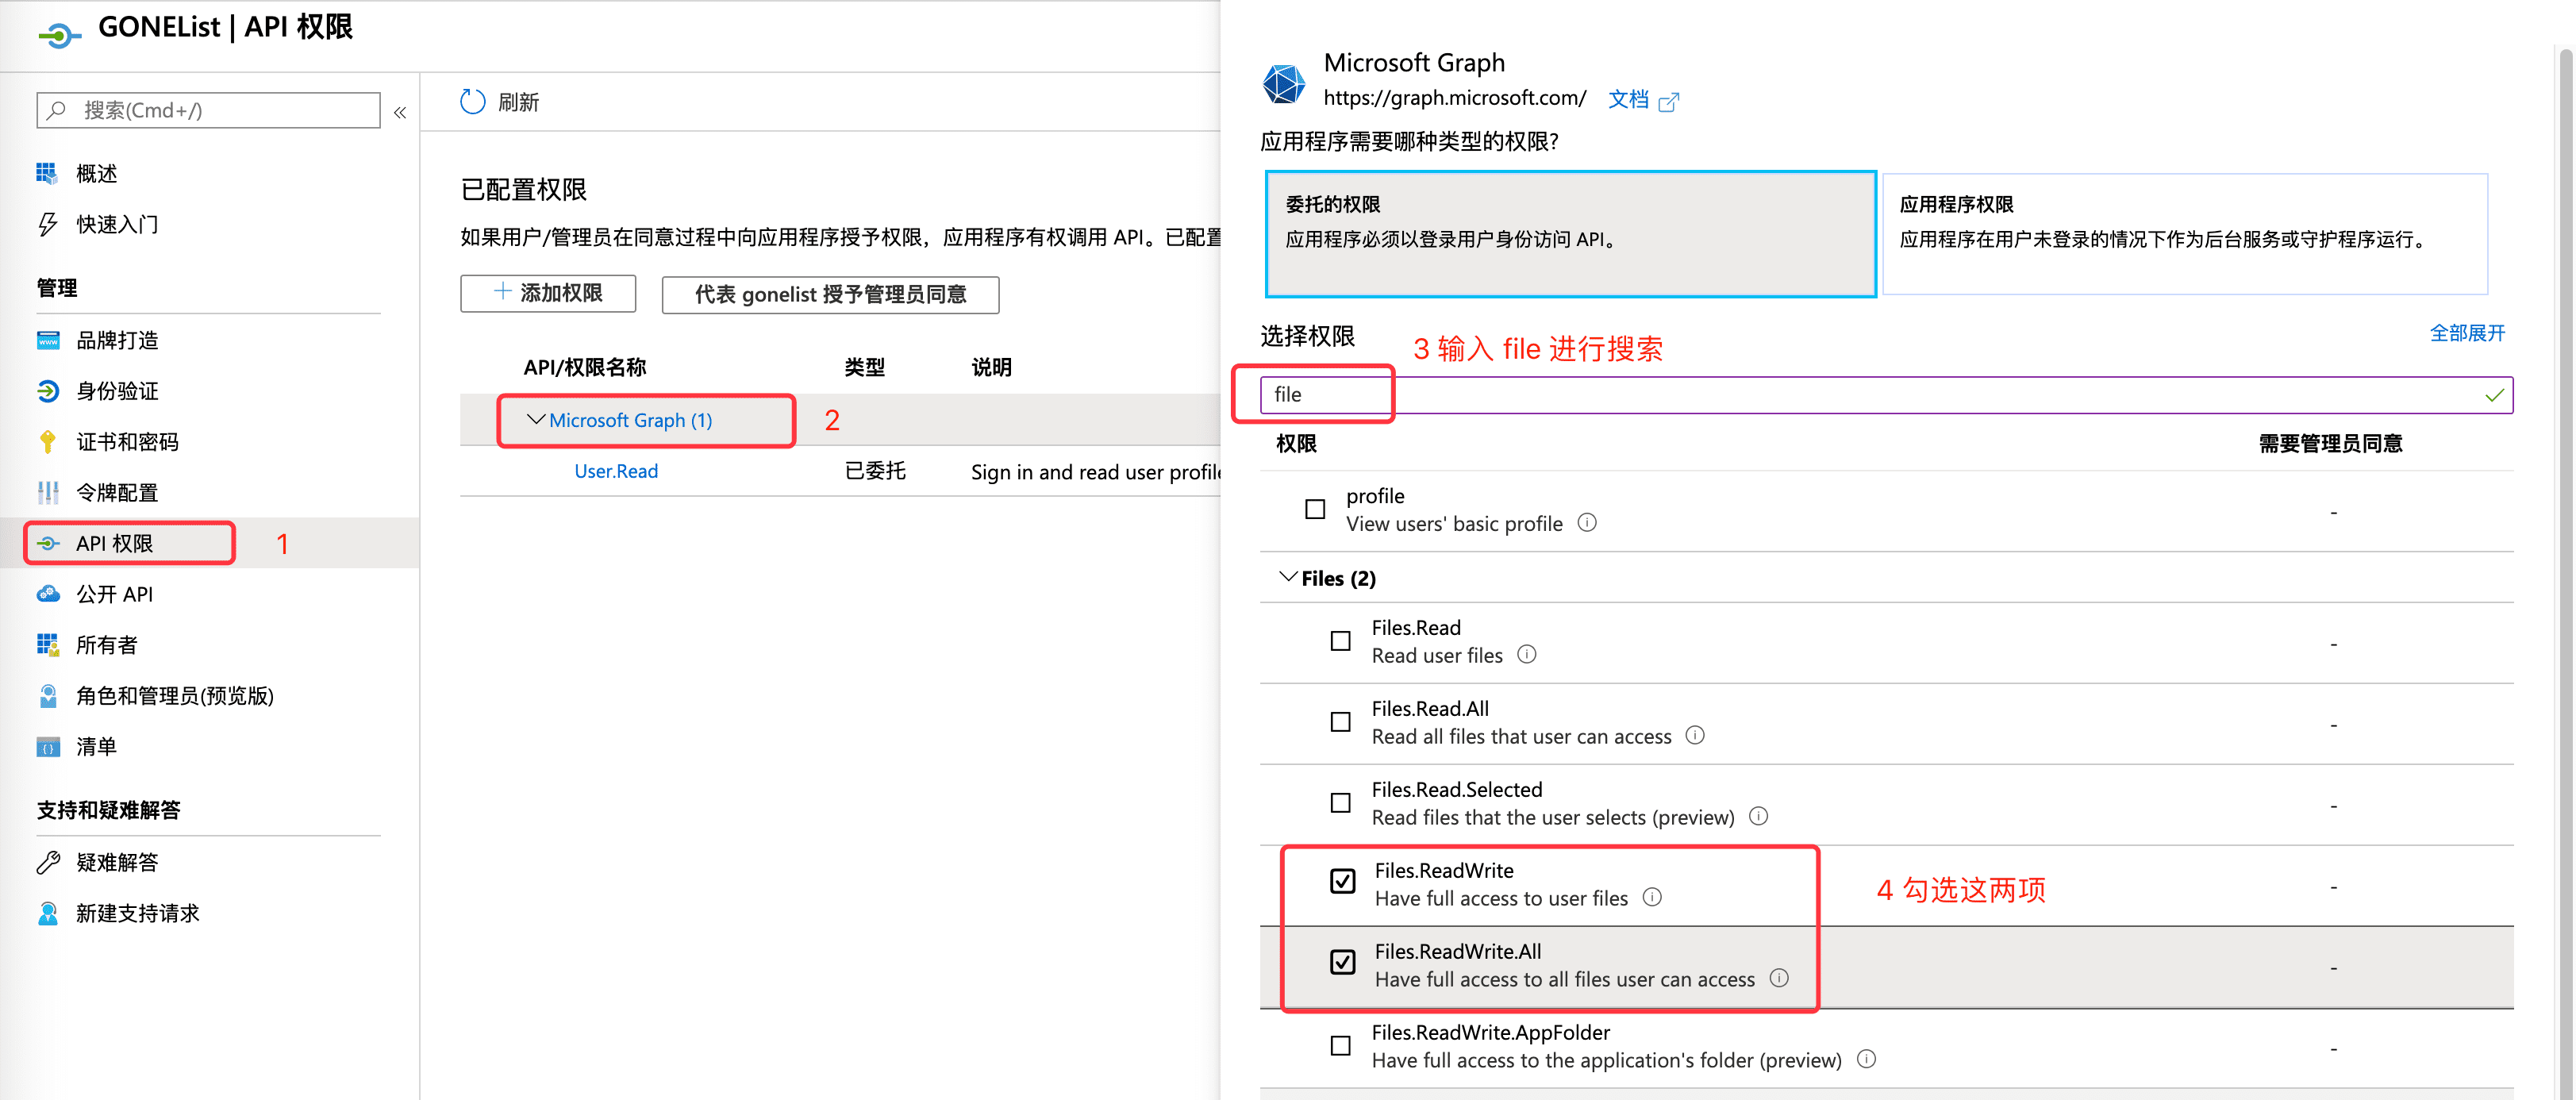 GONEList | API 权限
搜索(Cmd+/)
«
概述
快速入门
管理
品牌打造
身份验证
证书和密码
令牌配置
API 权限
1
公开 API
所有者
角色和管理员(预览版)
清单
支持和疑难解答
疑难解答
新建支持请求
刷新
已配置权限
如果用户/管理员在同意过程中向应用程序授予权限，应用程序有权调用 API。已配置
添加权限
代表 gonelist 授予管理员同意
API/权限名称 类型 说明
Microsoft Graph (1)
2
User.Read 已委托 Sign in and read user profile
Microsoft Graph
https://graph.microsoft.com/ 文档
应用程序需要哪种类型的权限?
委托的权限
应用程序必须以登录用户身份访问 API。
应用程序权限
应用程序在用户未登录的情况下作为后台服务或守护程序运行。
选择权限
3 输入 file 进行搜索
全部展开
file
权限 需要管理员同意
profile
View users' basic profile
-
Files (2)
Files.Read
Read user files
-
Files.Read.All
Read all files that user can access
-
Files.Read.Selected
Read files that the user selects (preview)
-
Files.ReadWrite
Have full access to user files
-
4 勾选这两项
Files.ReadWrite.All
Have full access to all files user can access
-
Files.ReadWrite.AppFolder
Have full access to the application's folder (preview)
-